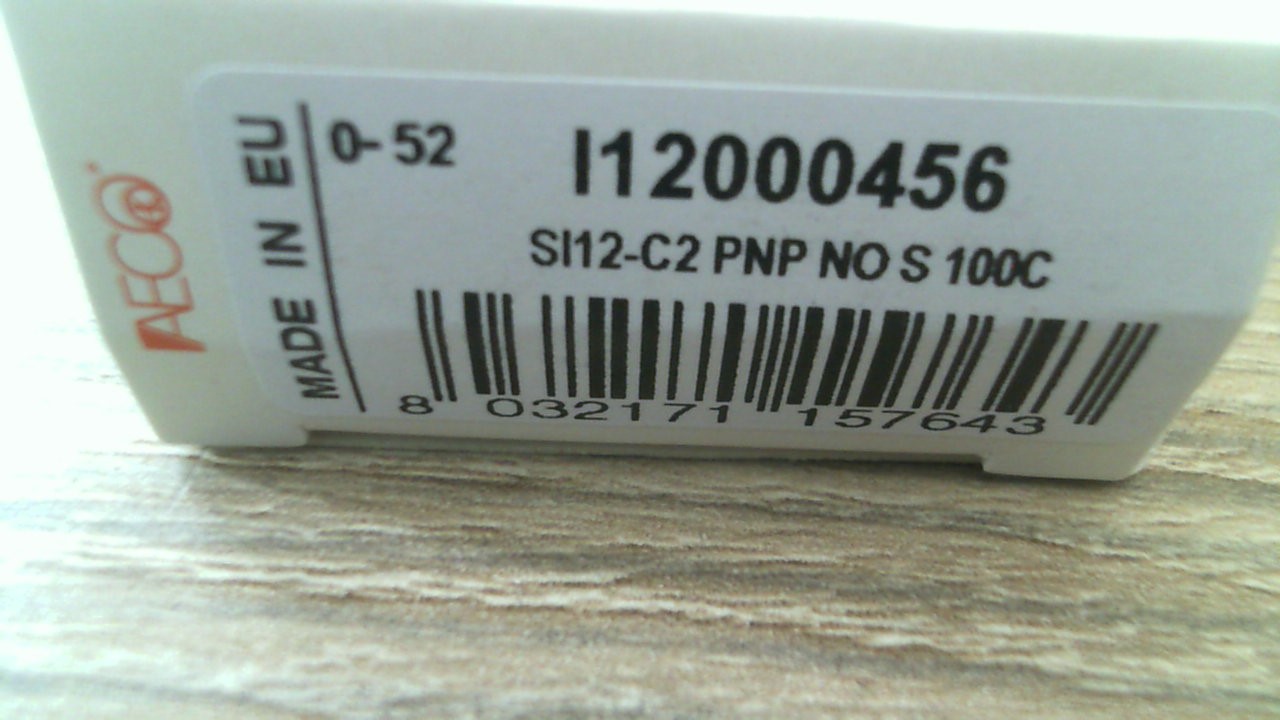 AECO
MADE IN EU
0-52
I12000456
SI12-C2 PNP NO S 100C
8 032171 157643